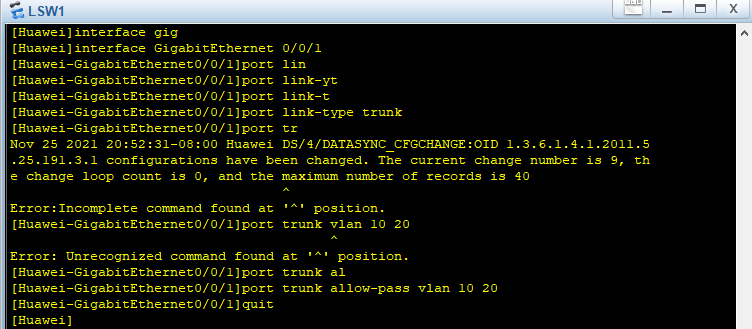 LSW1
[Huawei]interface gig
[Huawei]interface GigabitEthernet 0/0/1
[Huawei-GigabitEthernet0/0/1]port lin
[Huawei-GigabitEthernet0/0/1]port link-yt
[Huawei-GigabitEthernet0/0/1]port link-t
[Huawei-GigabitEthernet0/0/1]port link-type trunk
[Huawei-GigabitEthernet0/0/1]port tr
Nov 25 2021 20:52:31-08:00 Huawei DS/4/DATASYNC_CFGCHANGE:OID 1.3.6.1.4.1.2011.5
.25.191.3.1 configurations have been changed. The current change number is 9, th
e change loop count is 0, and the maximum number of records is 40
^
Error:Incomplete command found at '^' position.
[Huawei-GigabitEthernet0/0/1]port trunk vlan 10 20
^
Error: Unrecognized command found at '^' position.
[Huawei-GigabitEthernet0/0/1]port trunk al
[Huawei-GigabitEthernet0/0/1]port trunk allow-pass vlan 10 20
[Huawei-GigabitEthernet0/0/1]quit
[Huawei]